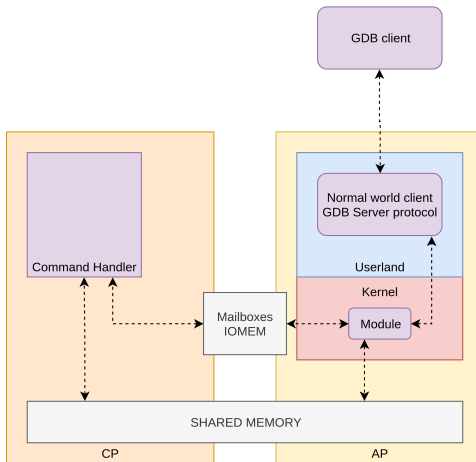 GDB client
Normal world client
GDB Server protocol
Command Handler
Userland
Kernel
Mailboxes
IOMEM
Module
SHARED MEMORY
CP
AP